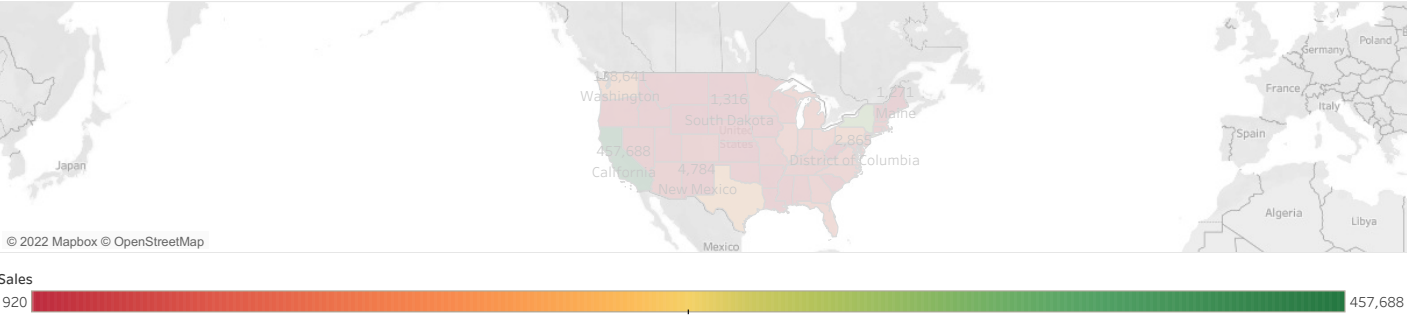 Poland
Germany
France
Italy
Spain
138,641
Washington
1,316
South Dakota
United
States
1,271
Maine
2,865
District of Columbia
457,688
California
4,784
New Mexico
Japan
Algeria
Libya
Mexico
© 2022 Mapbox © OpenStreetMap
Sales
920
457,688